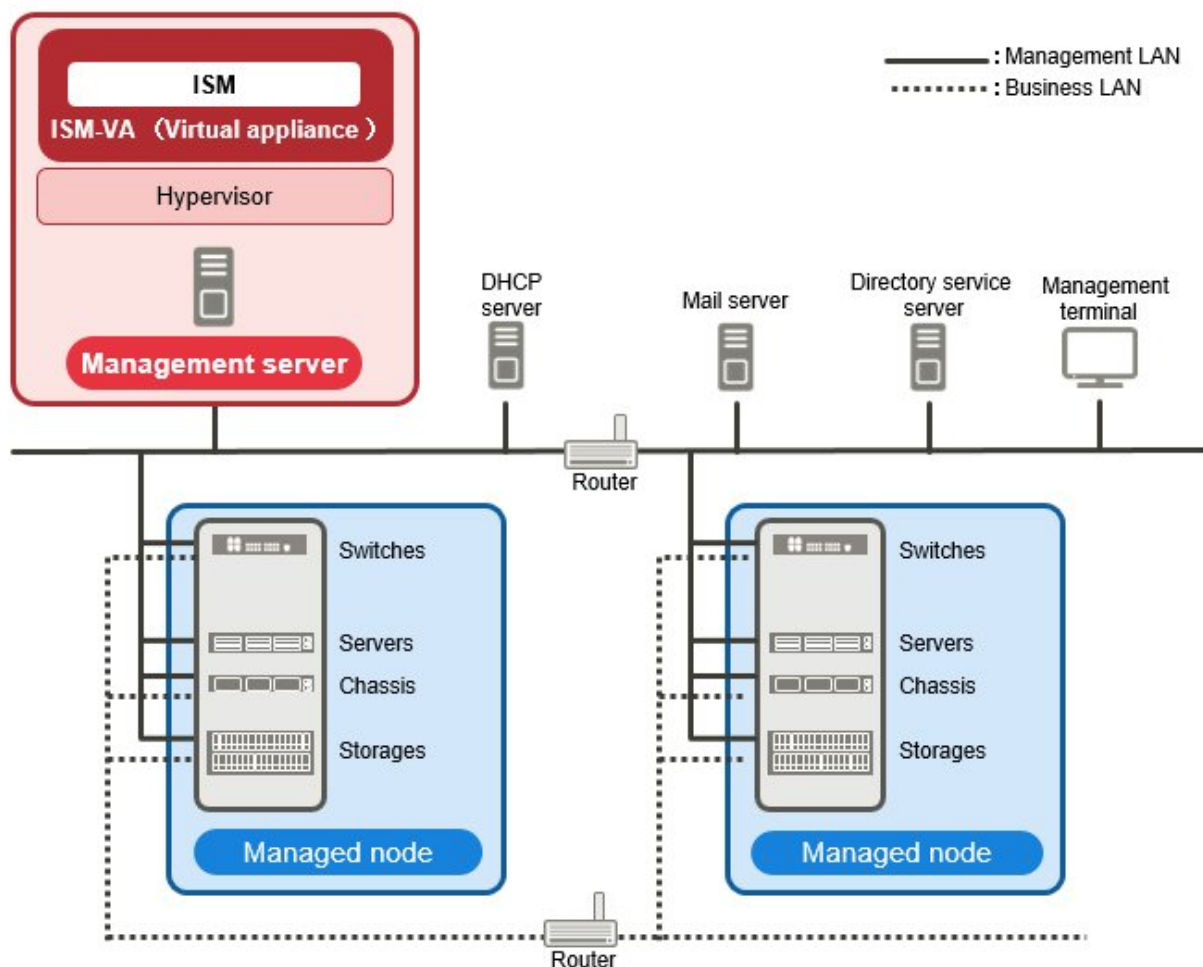 ISM
ISM-VA （Virtual appliance）
Hypervisor
Management server
: Management LAN
: Business LAN
DHCP
server
Mail server
Directory service
server
Management
terminal
Router
Switches
Servers
Chassis
Storages
Managed node
Switches
Servers
Chassis
Storages
Managed node
Router